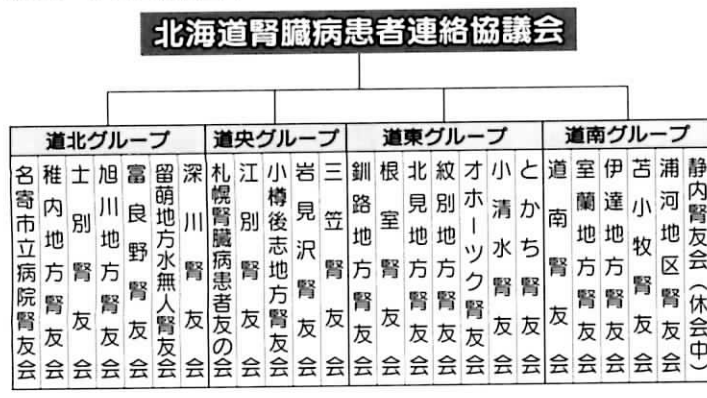 北海道腎臓病患者連絡協議会
道北グループ
名寄市立病院腎友会
稚内地方腎友会
士別腎友会
旭川地方腎友会
富良野腎友会
留萌地方水無人腎友会
深川腎友会
道央グループ
札幌腎臓病患者友の会
江別腎友会
小樽後志地方腎友会
岩見沢腎友会
三笠腎友会
道東グループ
釧路地方腎友会
根室腎友会
北見地方腎友会
紋別地方腎友会
オホーツク腎友会
小清水腎友会
とかち腎友会
道南グループ
道南腎友会
室蘭地方腎友会
伊達地方腎友会
苫小牧腎友会
浦河地区腎友会
静内腎友会(休会中)